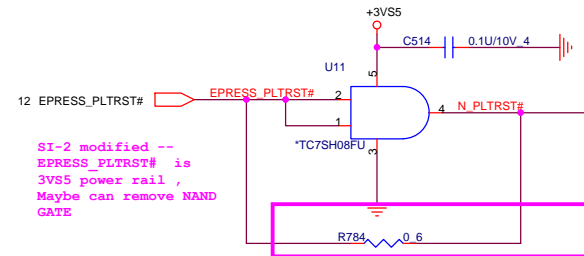 +3VS5
C514 0.1U/10V_4
U11
5
12 EPRESS_PLTRST# EPRESS_PLTRST# 2 4 N_PLTRST#
1
*TC7SH08FU
3
SI-2 modified --
EPRESS_PLTRST# is
3VS5 power rail ,
Maybe can remove NAND
GATE
R784 0_6